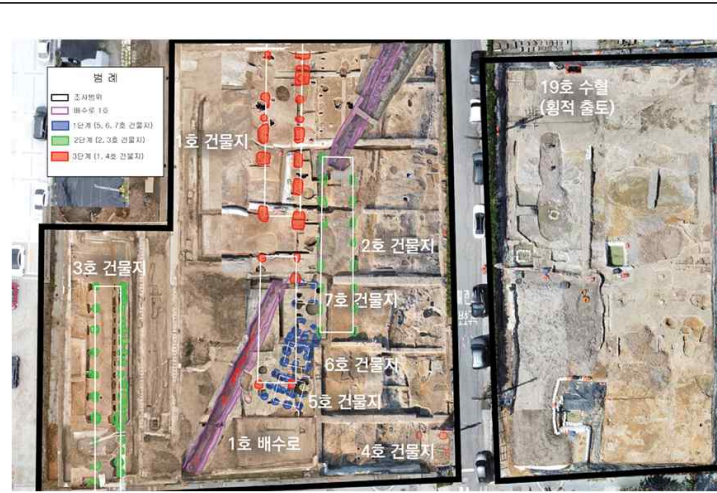 범 례
조사범위
배수로 1호
1단계 (5, 6, 7호 건물지)
2단계 (2, 3호 건물지)
3단계 (1, 4호 건물지)
19호 수혈
(횡적 출토)
1호 건물지
2호 건물지
3호 건물지
7호 건물지
6호 건물지
5호 건물지
1호 배수로
4호 건물지